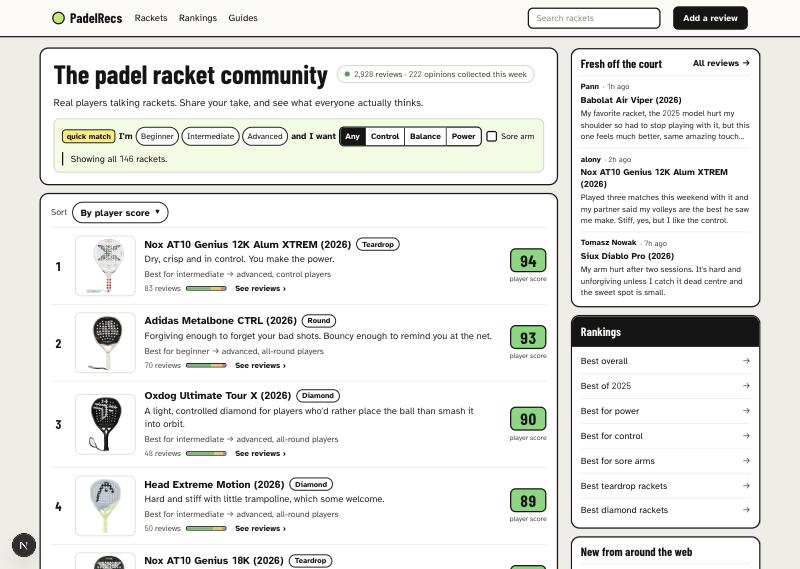 PadelRecs
Rackets
Rankings
Guides
Search rackets
Add a review
The padel racket community
2,928 reviews · 222 opinions collected this week
Real players talking rackets. Share your take, and see what everyone actually thinks.
quick match I'm Beginner Intermediate Advanced and I want Any Control Balance Power Sore arm
Showing all 146 rackets.
Sort By player score ▾
1
Nox AT10 Genius 12K Alum XTREM (2026) Teardrop
Dry, crisp and in control. You make the power.
Best for intermediate → advanced, control players
83 reviews See reviews ›
94
player score
2
Adidas Metalbone CTRL (2026) Round
Forgiving enough to forget your bad shots. Bouncy enough to remind you at the net.
Best for beginner → advanced, all-round players
70 reviews See reviews ›
93
player score
3
Oxdog Ultimate Tour X (2026) Diamond
A light, controlled diamond for players who'd rather place the ball than smash it
into orbit.
Best for intermediate → advanced, all-round players
48 reviews See reviews ›
90
player score
4
Head Extreme Motion (2026) Diamond
Hard and stiff with little trampoline, which some welcome.
Best for intermediate → advanced, all-round players
50 reviews See reviews ›
89
player score
Nox AT10 Genius 18K (2026) Teardrop
Fresh off the court
All reviews →
Pann · 1h ago
Babolat Air Viper (2026)
My favorite racket, the 2025 model hurt my
shoulder so had to stop playing with it, but this
one feels much better, same amazing touch...
alony · 2h ago
Nox AT10 Genius 12K Alum XTREM
(2026)
Played three matches this weekend with it and
my partner said my volleys are the best he saw
me make. Stiff, yes, but I like the control.
Tomasz Nowak · 7h ago
Siux Diablo Pro (2026)
My arm hurt after two sessions. It's hard and
unforgiving unless I catch it dead centre and
the sweet spot is small.
Rankings
Best overall →
Best of 2025 →
Best for power →
Best for control →
Best for sore arms →
Best teardrop rackets →
Best diamond rackets →
New from around the web
N